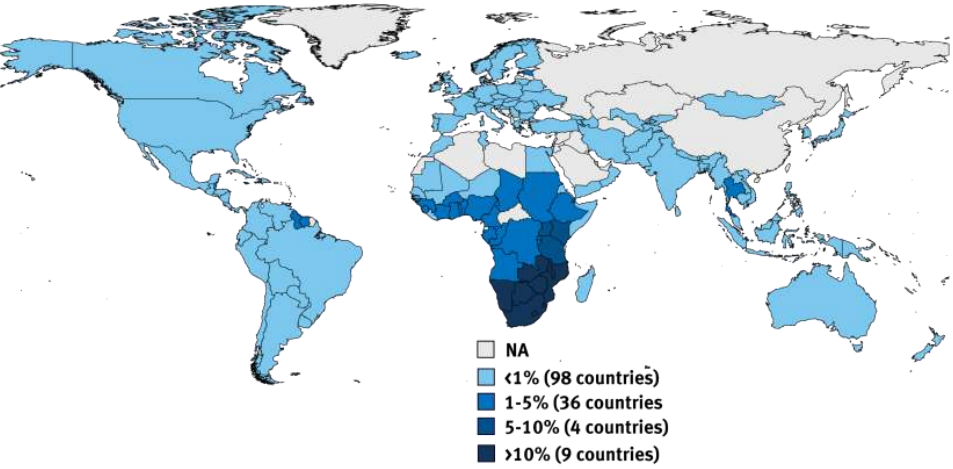 NA
<1% (98 countries)
1-5% (36 countries
5-10% (4 countries)
>10% (9 countries)